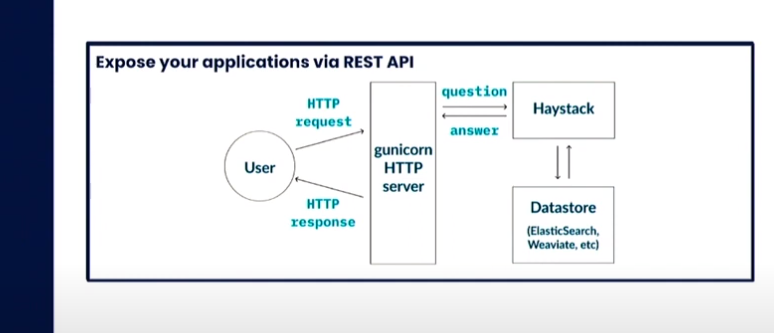 Expose your applications via REST API
HTTP
request
User
HTTP
response
gunicorn
HTTP
server
question
answer
Haystack
Datastore
(ElasticSearch,
Weaviate, etc)